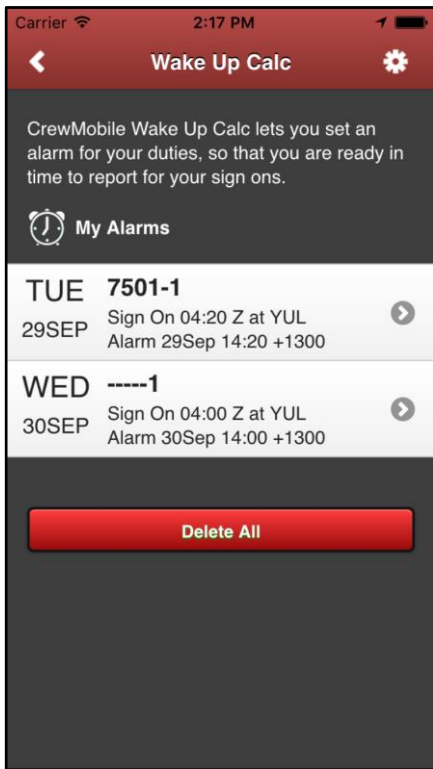 Carrier 2:17 PM
Wake Up Calc
CrewMobile Wake Up Calc lets you set an
alarm for your duties, so that you are ready in
time to report for your sign ons.
My Alarms
TUE 7501-1
29SEP Sign On 04:20 Z at YUL
Alarm 29Sep 14:20 +1300
WED -----1
30SEP Sign On 04:00 Z at YUL
Alarm 30Sep 14:00 +1300
Delete All